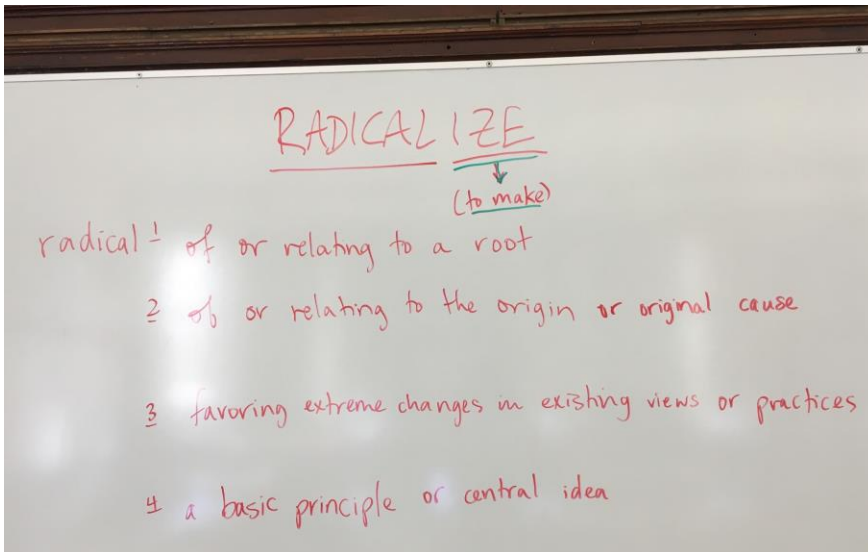 RADICALIZE
(to make)
radical 1 of or relating to a root
2 of or relating to the origin or original cause
3 favoring extreme changes in existing views or practices
4 a basic principle or central idea